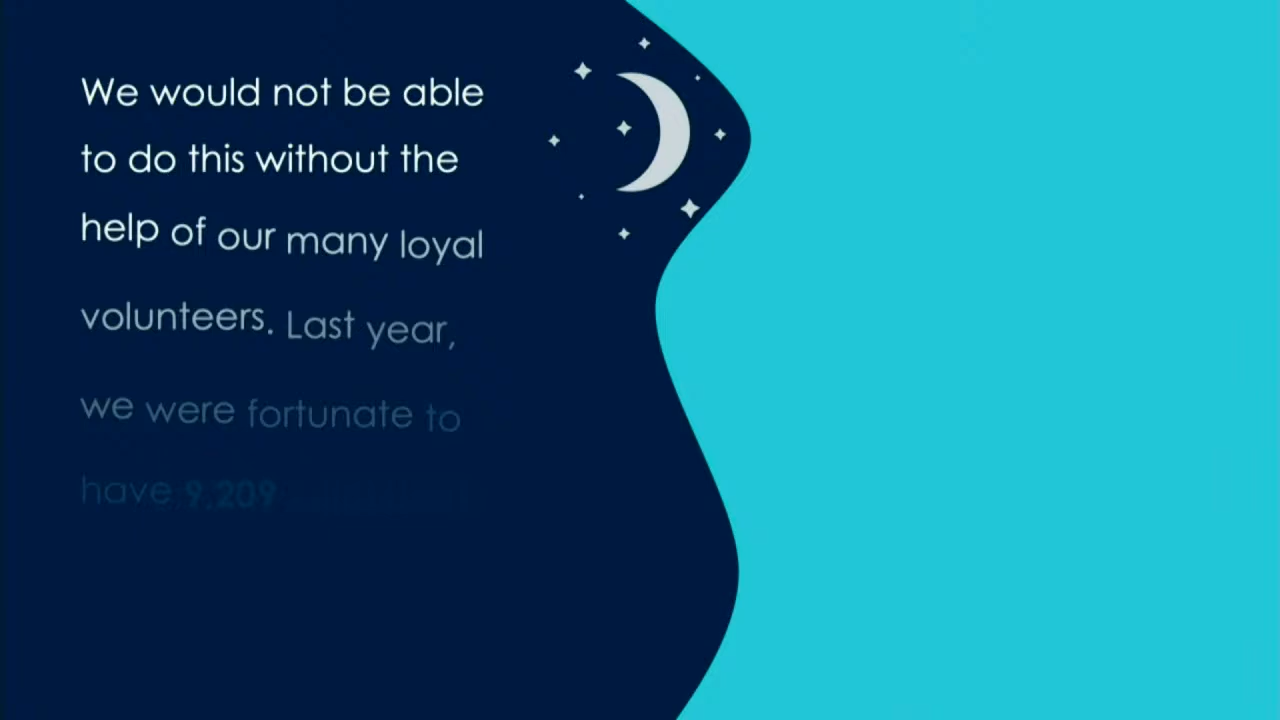 We would not be able
to do this without the
help of our many loyal
volunteers. Last year,
we were fortunate to
have 9,209